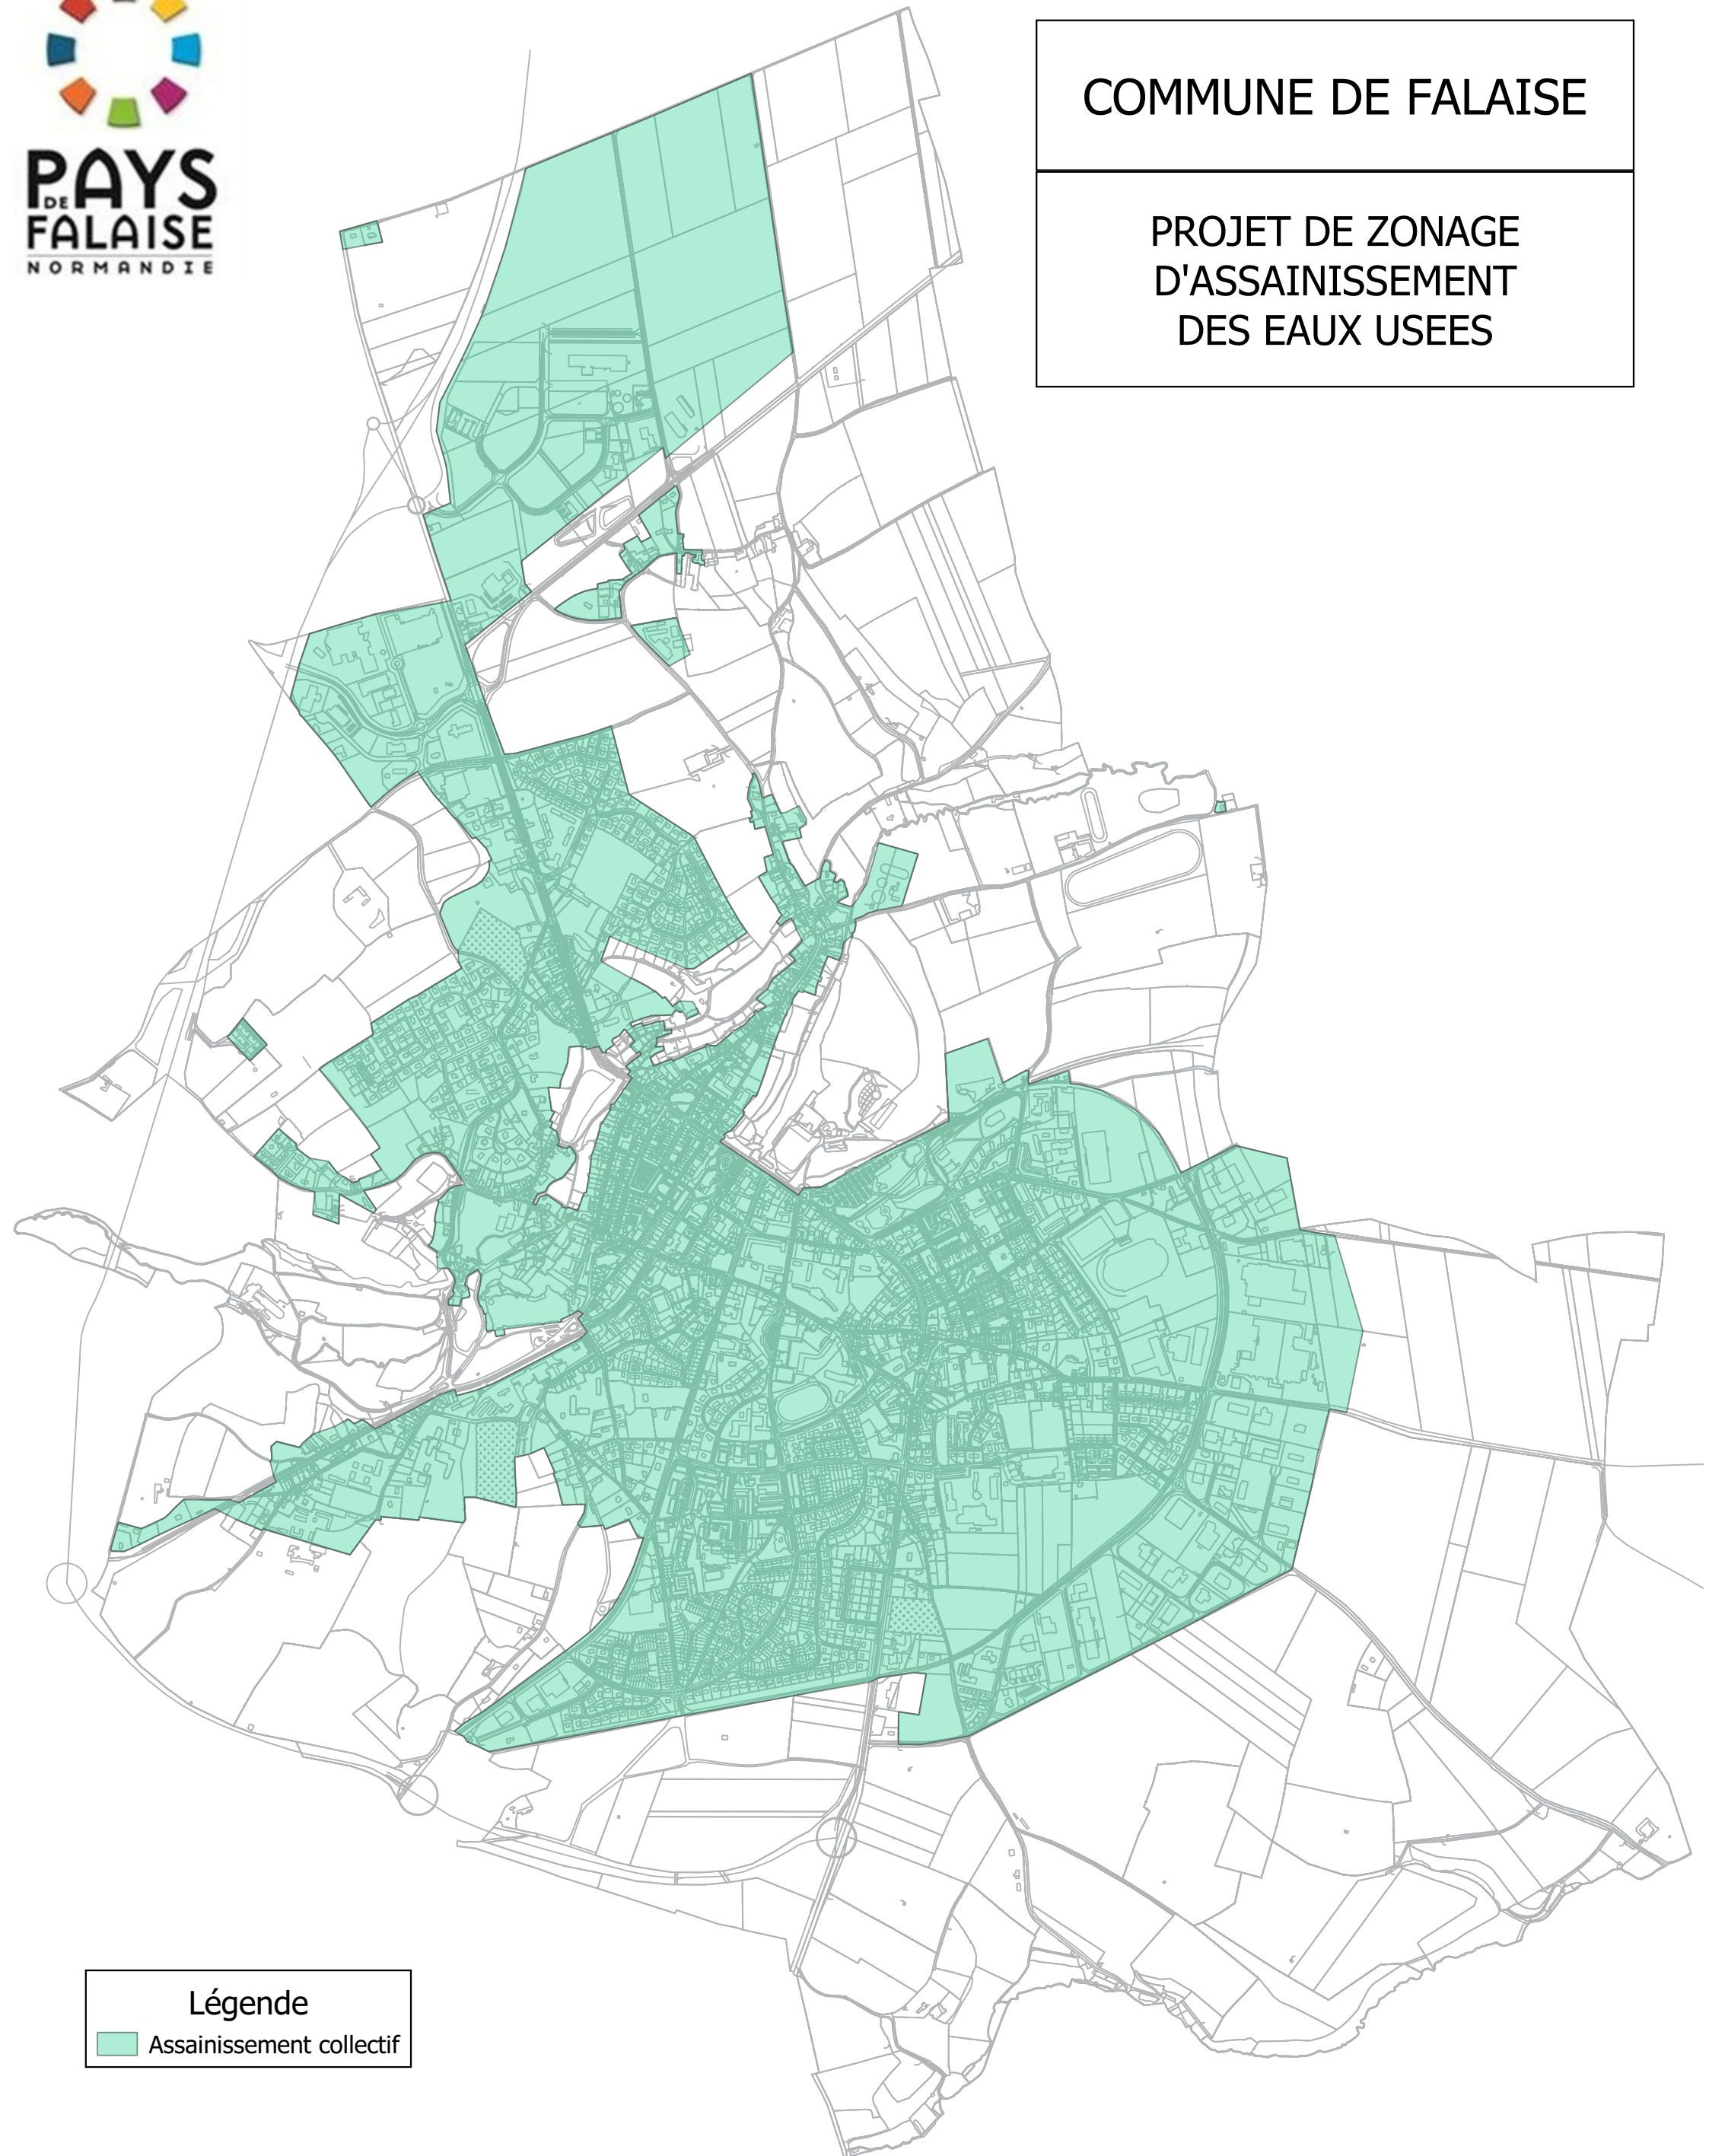 PAYS
DE
FALAISE
NORMANDIE
COMMUNE DE FALAISE
PROJET DE ZONAGE
D'ASSAINISSEMENT
DES EAUX USEES
Légende
Assainissement collectif